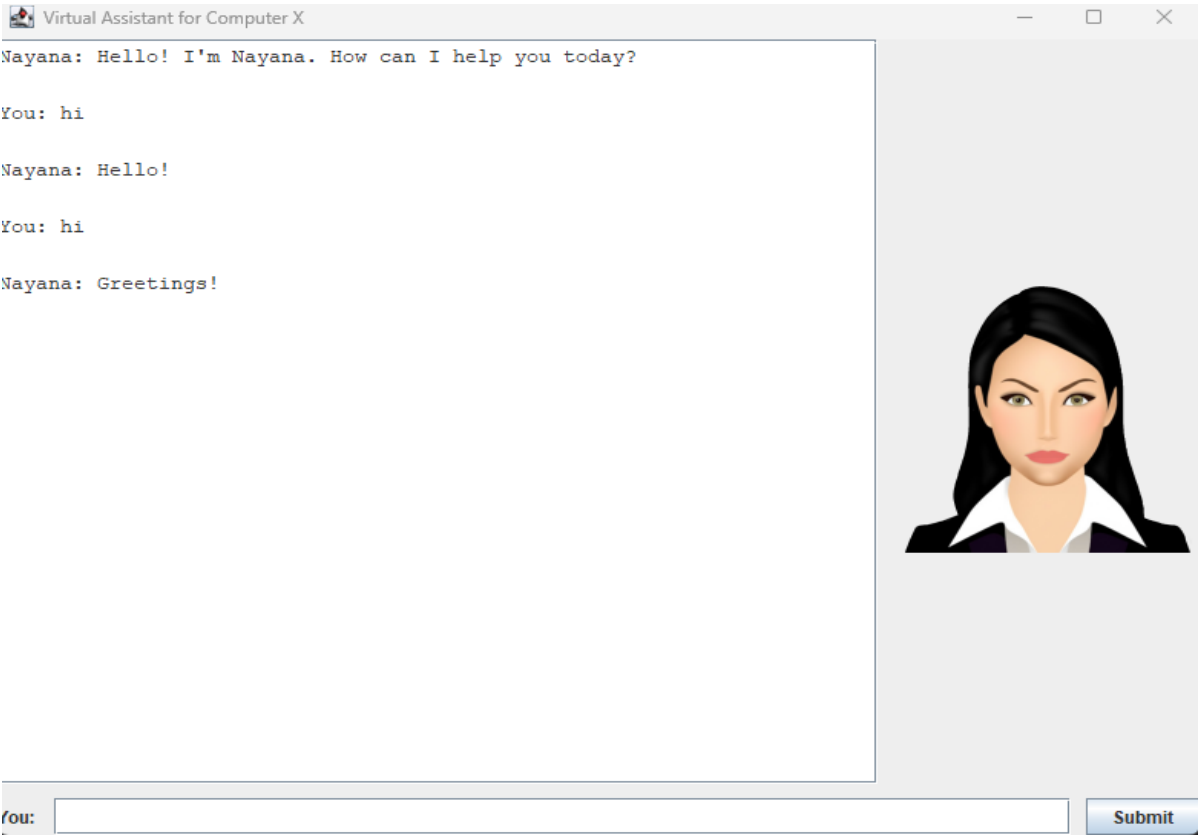 Virtual Assistant for Computer X
Nayana: Hello! I'm Nayana. How can I help you today?
You: hi
Nayana: Hello!
You: hi
Nayana: Greetings!
You:
Submit